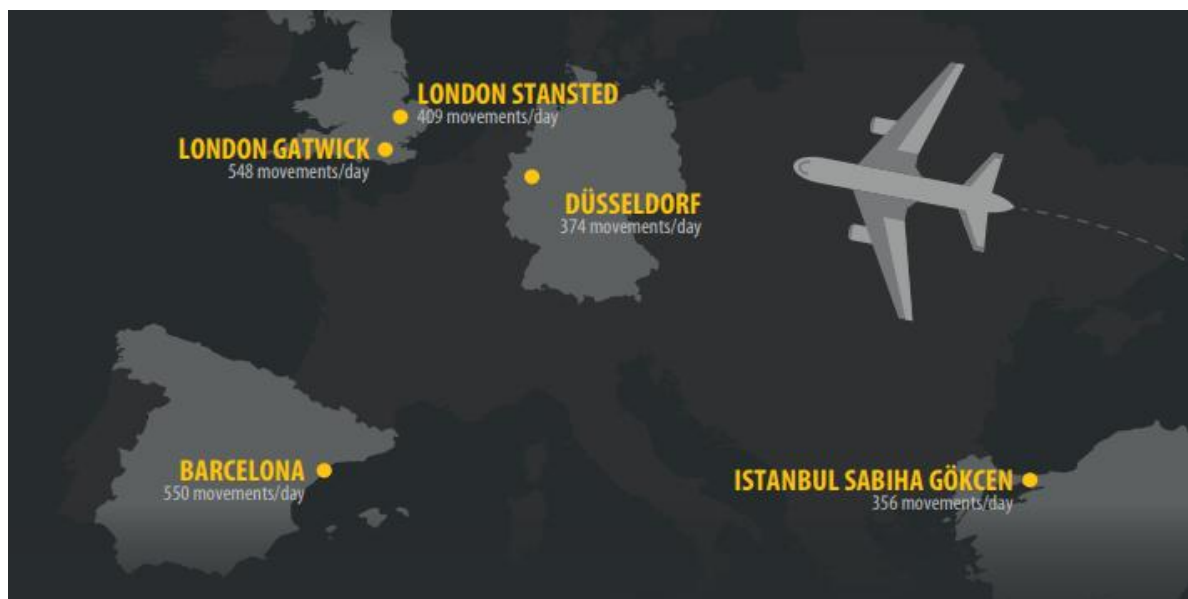 LONDON STANSTED
409 movements/day
LONDON GATWICK
548 movements/day
DÜSSELDORF
374 movements/day
BARCELONA
550 movements/day
ISTANBUL SABIHA GÖKCEN
356 movements/day